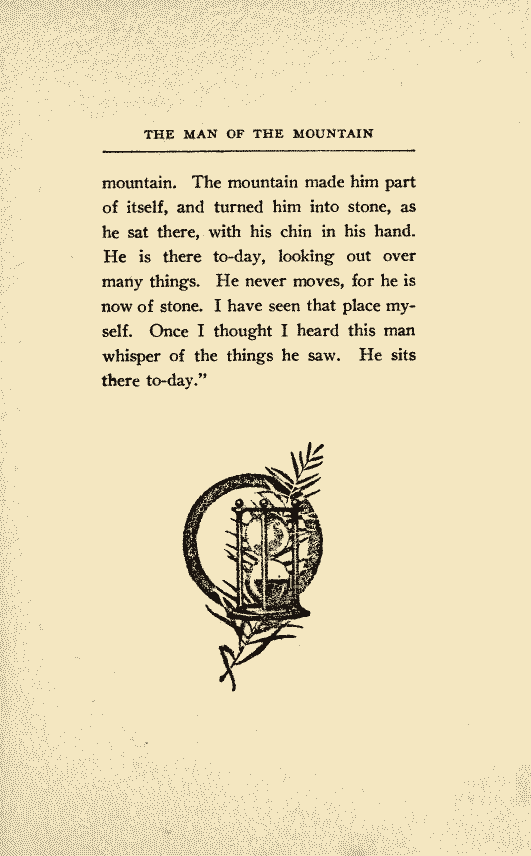 THE MAN OF THE MOUNTAIN
mountain. The mountain made him part
of itself, and turned him into stone, as
he sat there, with his chin in his hand.
He is there to-day, looking out over
many things. He never moves, for he is
now of stone. I have seen that place my-
self. Once I thought I heard this man
whisper of the things he saw. He sits
there to-day.”